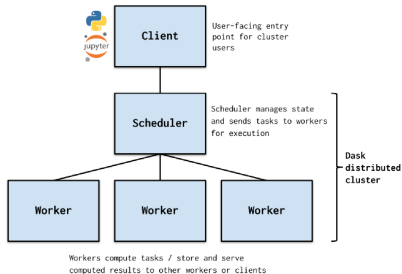 jupyter
Client
User-facing entry
point for cluster
users
Scheduler
Scheduler manages state
and sends tasks to workers
for execution
Dask
distributed
cluster
Worker
Worker
Worker
Workers compute tasks / store and serve
computed results to other workers or clients